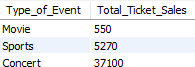 Type_of_Event Total_Ticket_Sales
Movie 550
Sports 5270
Concert 37100